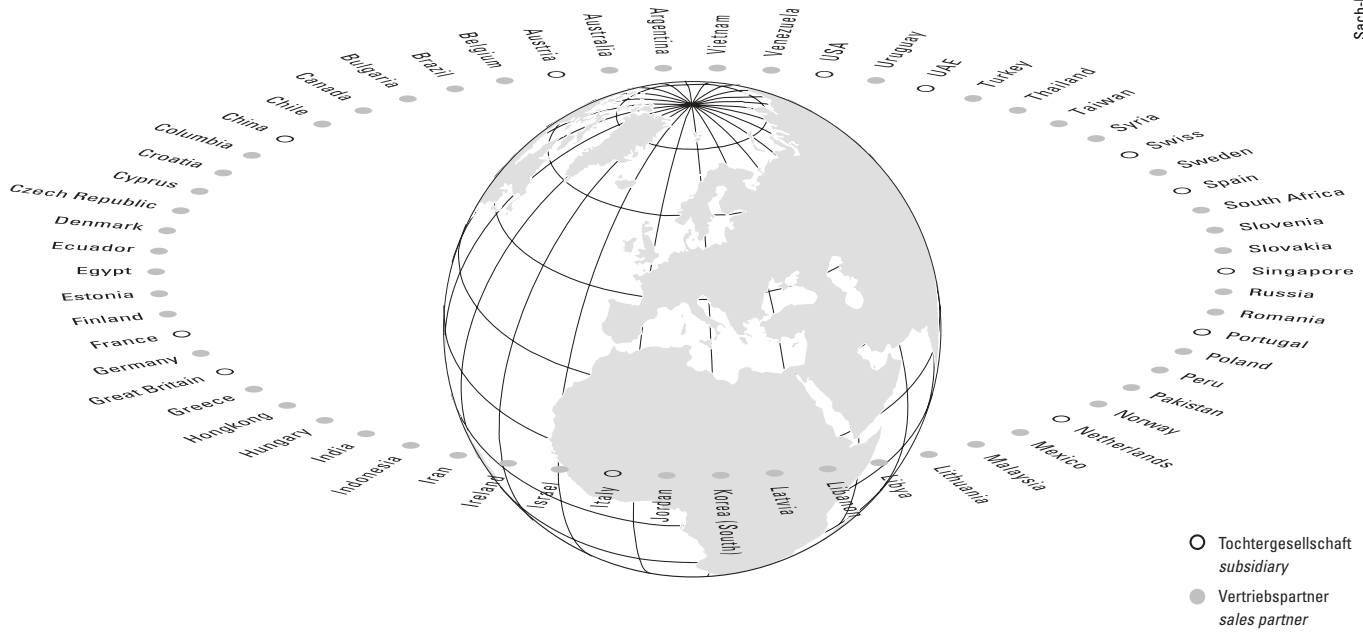 Argentina
Australia
Austria
Belgium
Brazil
Bulgaria
Canada
Chile
China
Columbia
Croatia
Cyprus
Czech Republic
Denmark
Ecuador
Egypt
Estonia
Finland
France
Germany
Great Britain
Greece
Hongkong
Hungary
India
Indonesia
Iran
Ireland
Israel
Italy
Jordan
Korea (South)
Latvia
Libanon
Libya
Lithuania
Malaysia
Mexico
Netherlands
Norway
Pakistan
Peru
Poland
Portugal
Romania
Russia
Singapore
Slovakia
Slovenia
South Africa
Spain
Sweden
Swiss
Syria
Taiwan
Thailand
Turkey
UAE
Uruguay
USA
Venezuela
Vietnam
Tochtergesellschaft
subsidiary
Vertriebspartner
sales partner